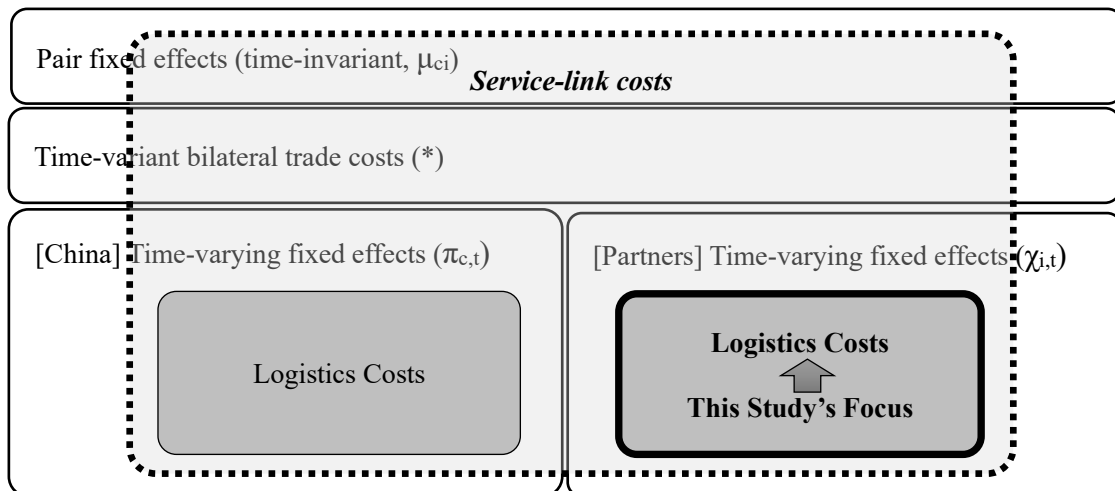 Pair fixed effects (time-invariant, μci)
Service-link costs
Time-variant bilateral trade costs (*)
[China] Time-varying fixed effects (πc,t)
[Partners] Time-varying fixed effects (χi,t)
Logistics Costs
Logistics Costs
This Study's Focus